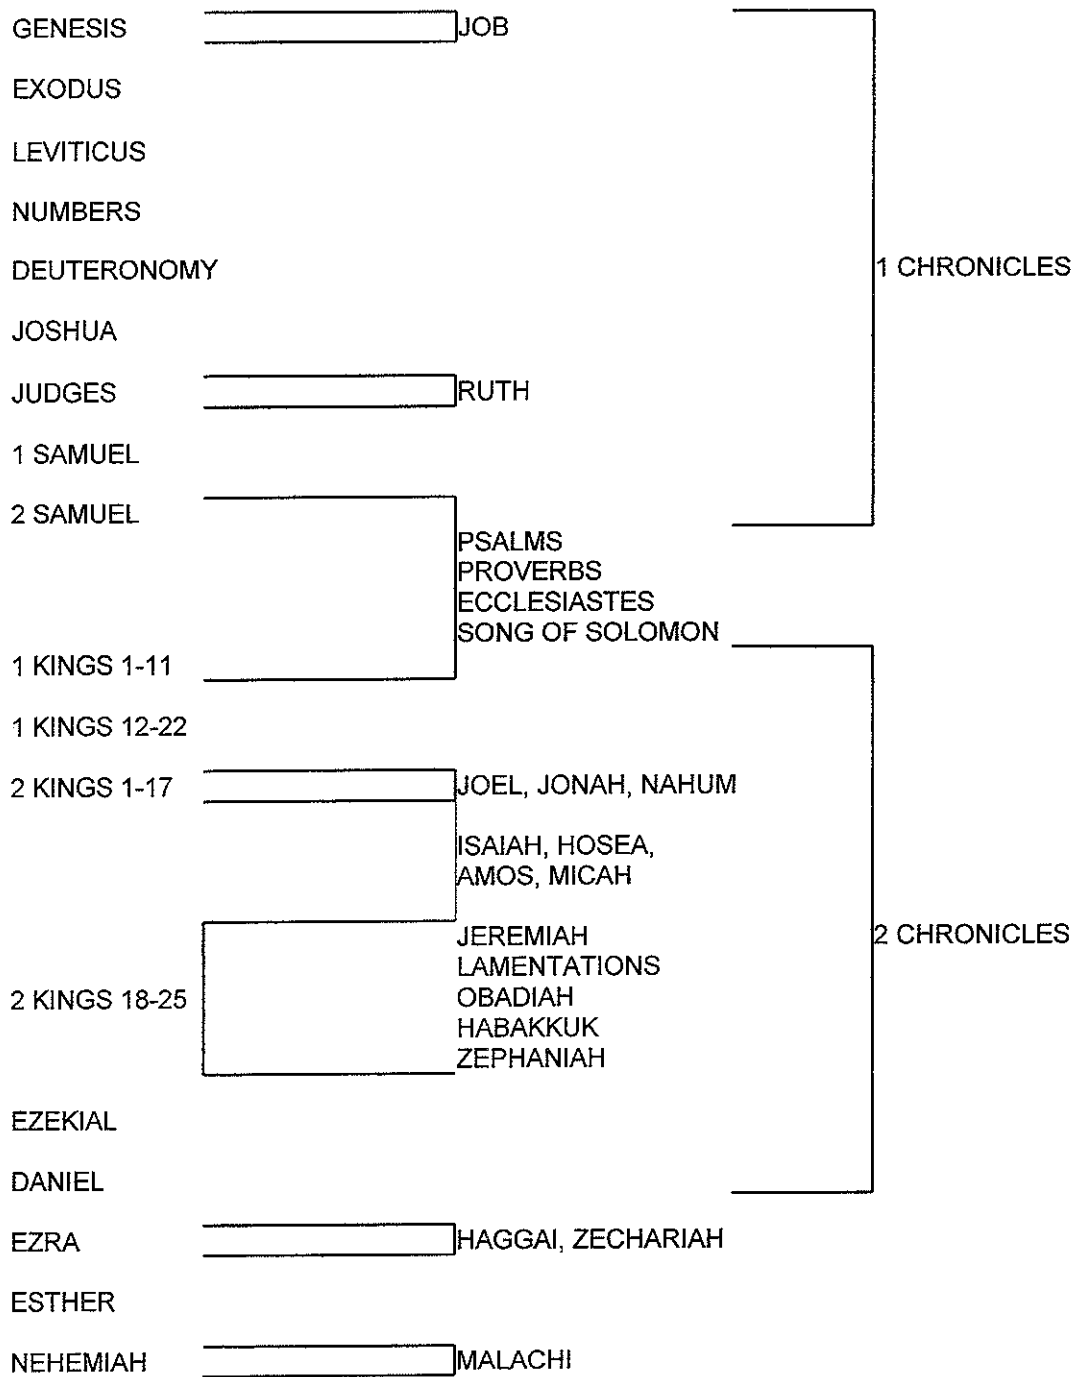 GENESIS
JOB
EXODUS
LEVITICUS
NUMBERS
DEUTERONOMY
1 CHRONICLES
JOSHUA
JUDGES
RUTH
1 SAMUEL
2 SAMUEL
PSALMS
PROVERBS
ECCLESIASTES
SONG OF SOLOMON
1 KINGS 1-11
1 KINGS 12-22
2 KINGS 1-17
JOEL, JONAH, NAHUM
ISAIAH, HOSEA,
AMOS, MICAH
JEREMIAH
2 CHRONICLES
LAMENTATIONS
2 KINGS 18-25
OBADIAH
HABAKKUK
ZEPHANIAH
EZEKIAL
DANIEL
EZRA
HAGGAI, ZECHARIAH
ESTHER
NEHEMIAH
MALACHI